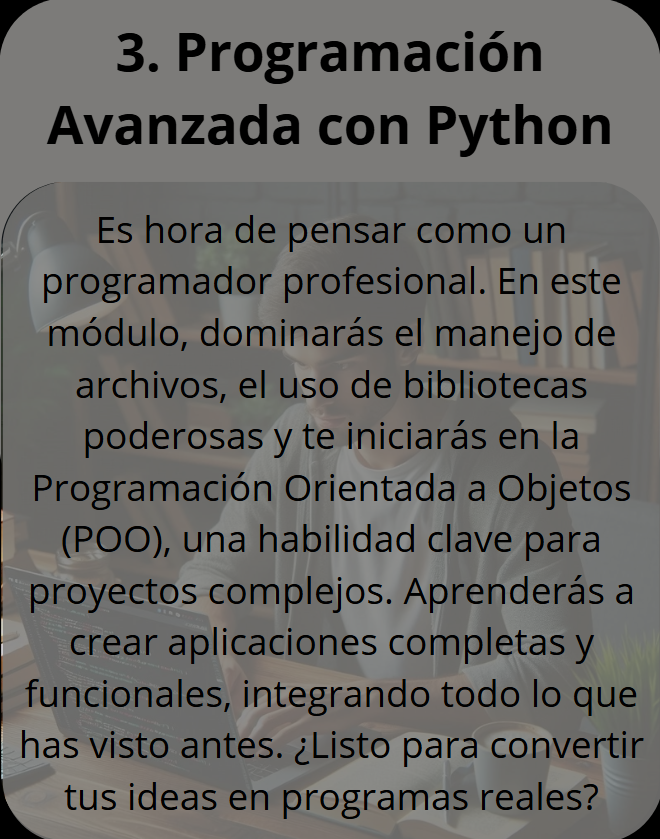 3. Programación
Avanzada con Python
Es hora de pensar como un
programador profesional. En este
módulo, dominarás el manejo de
archivos, el uso de bibliotecas
poderosas y te iniciarás en la
Programación Orientada a Objetos
(POO), una habilidad clave para
proyectos complejos. Aprenderás a
crear aplicaciones completas y
funcionales, integrando todo lo que
has visto antes. ¿Listo para convertir
tus ideas en programas reales?